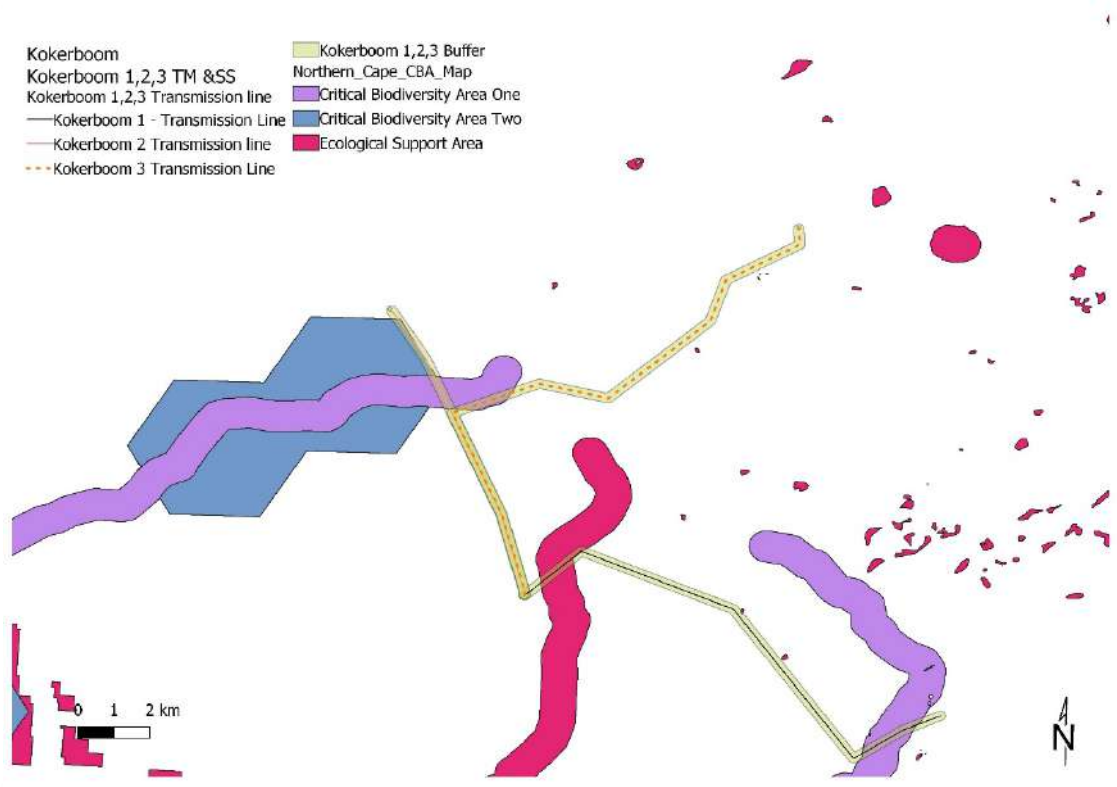 Kokerboom
Kokerboom 1,2,3 TM &SS
Kokerboom 1,2,3 Transmission line
Kokerboom 1 - Transmission Line
Kokerboom 2 Transmission line
Kokerboom 3 Transmission Line
Kokerboom 1,2,3 Buffer
Northern_Cape_CBA_Map
Critical Biodiversity Area One
Critical Biodiversity Area Two
Ecological Support Area
0 1 2 km
N